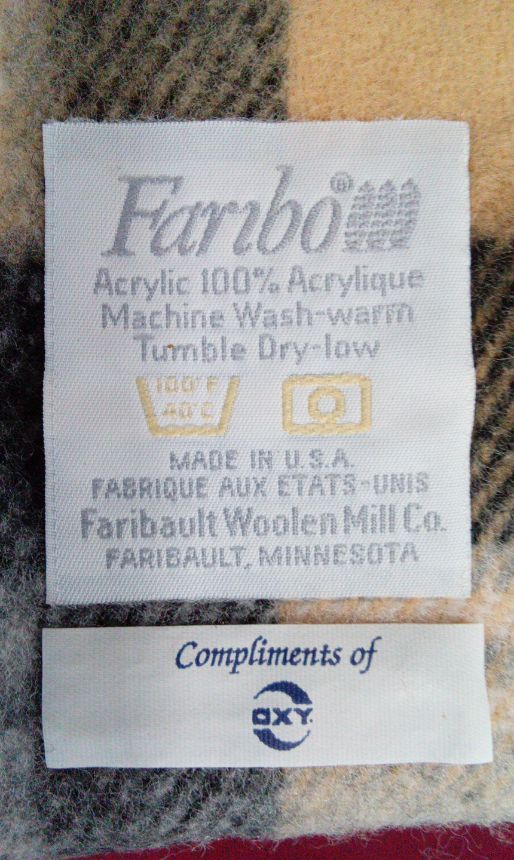 Faribo®
Acrylic 100% Acrylique
Machine Wash-warm
Tumble Dry-low
100°F
40°C
MADE IN U.S.A.
FABRIQUE AUX ETATS-UNIS
Faribault Woolen Mill Co.
FARIBAULT, MINNESOTA
Compliments of
OXY.